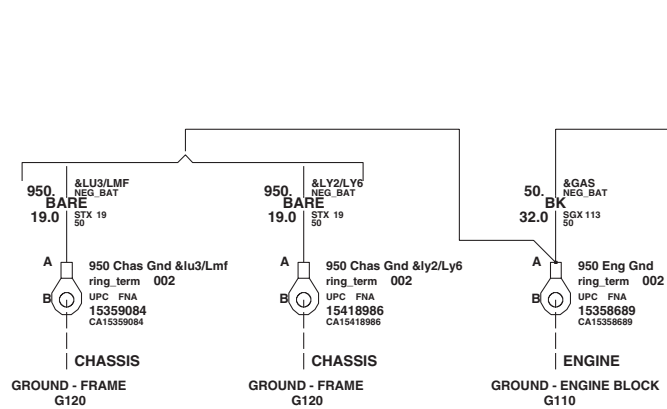 &LU3/LMF
950. NEG_BAT
BARE
19.0 STX 19
50
A
950 Chas Gnd &lu3/Lmf
ring_term 002
B
UPC FNA
15359084
CA15359084
CHASSIS
GROUND - FRAME
G120
&LY2/LY6
950. NEG_BAT
BARE
19.0 STX 19
50
A
950 Chas Gnd &ly2/Ly6
ring_term 002
B
UPC FNA
15418986
CA15418986
CHASSIS
GROUND - FRAME
G120
&GAS
50. NEG_BAT
BK
32.0 SGX 113
50
A
950 Eng Gnd
ring_term 002
B
UPC FNA
15358689
CA15358689
ENGINE
GROUND - ENGINE BLOCK
G110